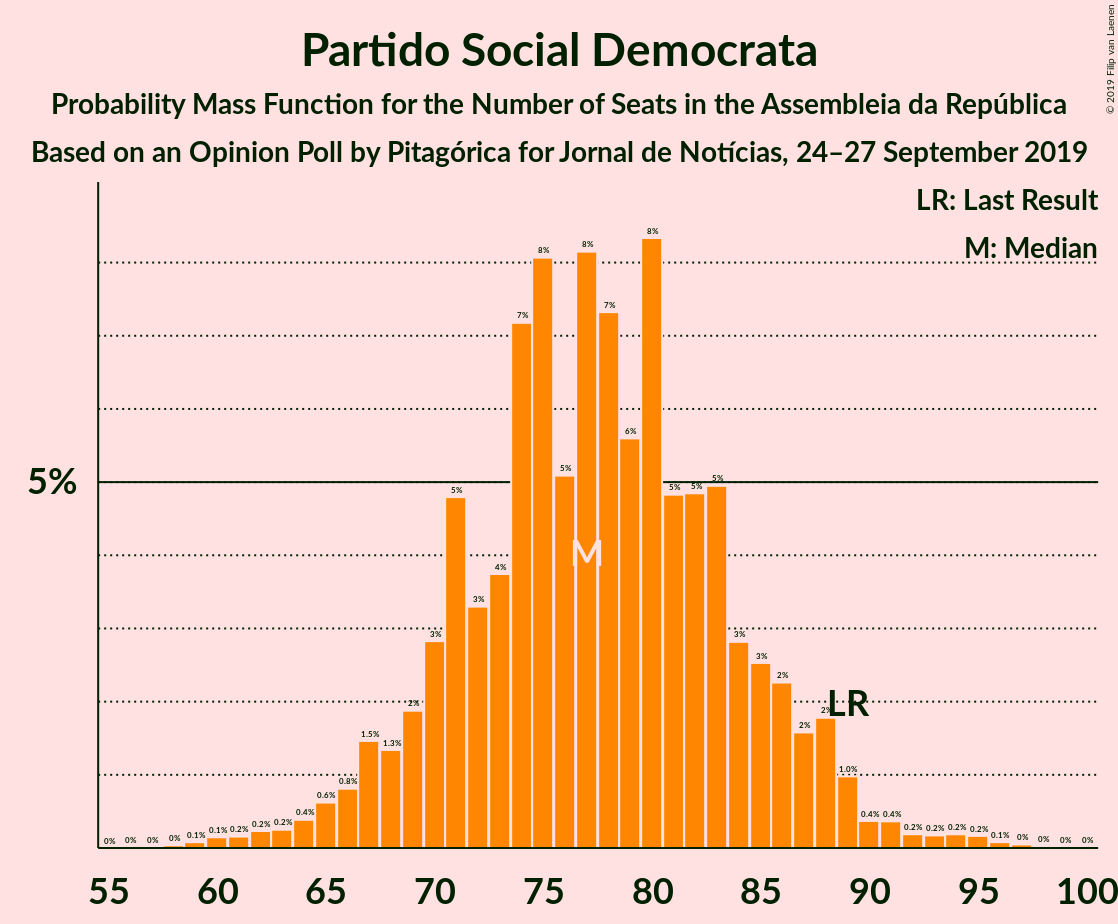 Partido Social Democrata
Probability Mass Function for the Number of Seats in the Assembleia da República
Based on an Opinion Poll by Pitagórica for Jornal de Notícias, 24–27 September 2019
© 2019 Filip van Laenen
LR: Last Result
M: Median
5%
0% 0% 0% 0% 0.1% 0.1% 0.2% 0.2% 0.2% 0.4% 0.6% 0.8% 1.5% 1.3% 2% 3% 5% 3% 4% 7% 8% 5% 8% 7% 6% 8% 5% 5% 5% 3% 3% 2% 2% 2% 1.0% 0.4% 0.4% 0.2% 0.2% 0.2% 0.2% 0.1% 0% 0% 0% 0%
M
LR
55 60 65 70 75 80 85 90 95 100